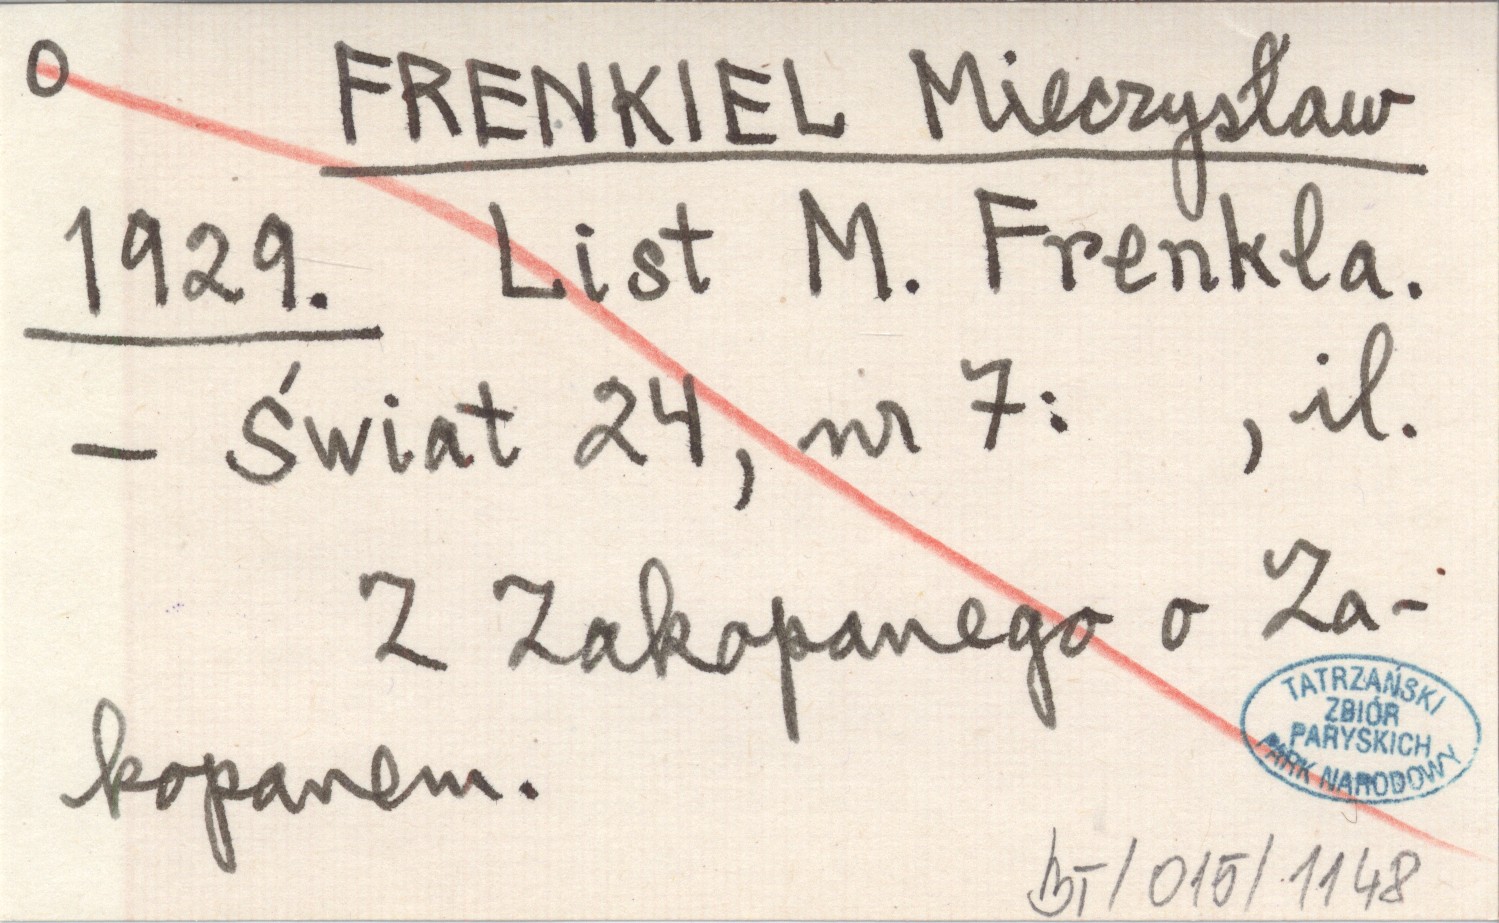 o FRENKIEL Mieczysław
1929. List M. Frenkla.
– Świat 24, nr 7: , il.
Z Zakopanego o Za-
kopanem.
TATRZAŃSKI
ZBIÓR
PARYSKICH
PARK NARODOWY
BT/015/1148